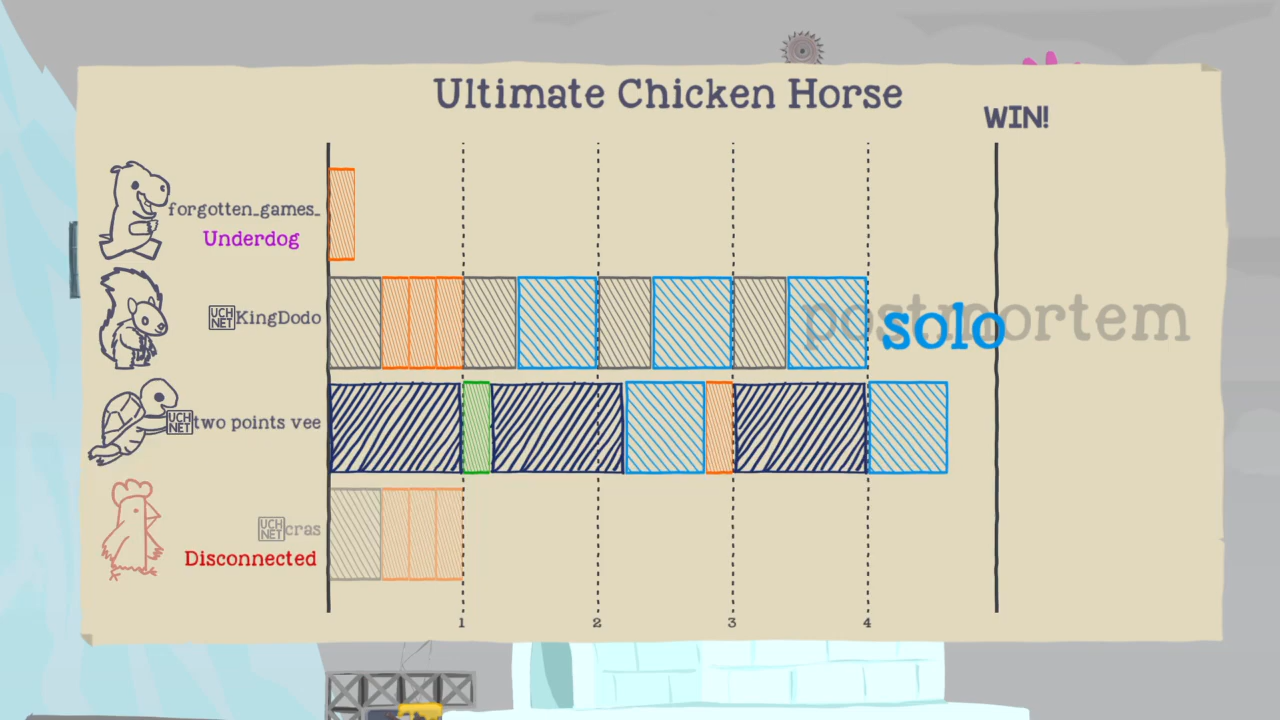 Ultimate Chicken Horse
WIN!
forgotten_games_
Underdog
UCH NET KingDodo
postmortem
solo
UCH NET two points vee
UCH NET cras
Disconnected
1 2 3 4